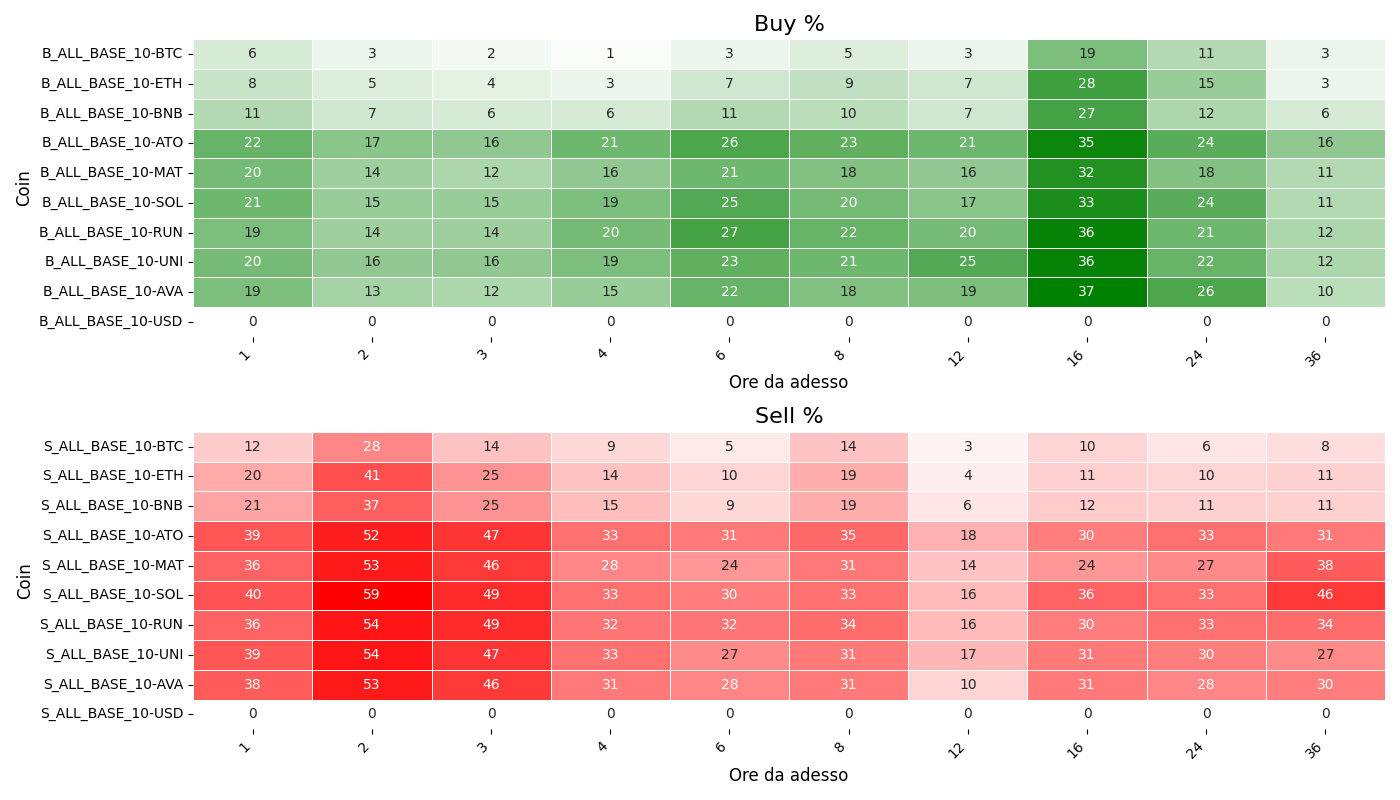 Buy %
Coin
B_ALL_BASE_10-BTC 6 3 2 1 3 5 3 19 11 3
B_ALL_BASE_10-ETH 8 5 4 3 7 9 7 28 15 3
B_ALL_BASE_10-BNB 11 7 6 6 11 10 7 27 12 6
B_ALL_BASE_10-ATO 22 17 16 21 26 23 21 35 24 16
B_ALL_BASE_10-MAT 20 14 12 16 21 18 16 32 18 11
B_ALL_BASE_10-SOL 21 15 15 19 25 20 17 33 24 11
B_ALL_BASE_10-RUN 19 14 14 20 27 22 20 36 21 12
B_ALL_BASE_10-UNI 20 16 16 19 23 21 25 36 22 12
B_ALL_BASE_10-AVA 19 13 12 15 22 18 19 37 26 10
B_ALL_BASE_10-USD 0 0 0 0 0 0 0 0 0 0
1 2 3 4 6 8 12 16 24 36
Ore da adesso
Sell %
Coin
S_ALL_BASE_10-BTC 12 28 14 9 5 14 3 10 6 8
S_ALL_BASE_10-ETH 20 41 25 14 10 19 4 11 10 11
S_ALL_BASE_10-BNB 21 37 25 15 9 19 6 12 11 11
S_ALL_BASE_10-ATO 39 52 47 33 31 35 18 30 33 31
S_ALL_BASE_10-MAT 36 53 46 28 24 31 14 24 27 38
S_ALL_BASE_10-SOL 40 59 49 33 30 33 16 36 33 46
S_ALL_BASE_10-RUN 36 54 49 32 32 34 16 30 33 34
S_ALL_BASE_10-UNI 39 54 47 33 27 31 17 31 30 27
S_ALL_BASE_10-AVA 38 53 46 31 28 31 10 31 28 30
S_ALL_BASE_10-USD 0 0 0 0 0 0 0 0 0 0
1 2 3 4 6 8 12 16 24 36
Ore da adesso